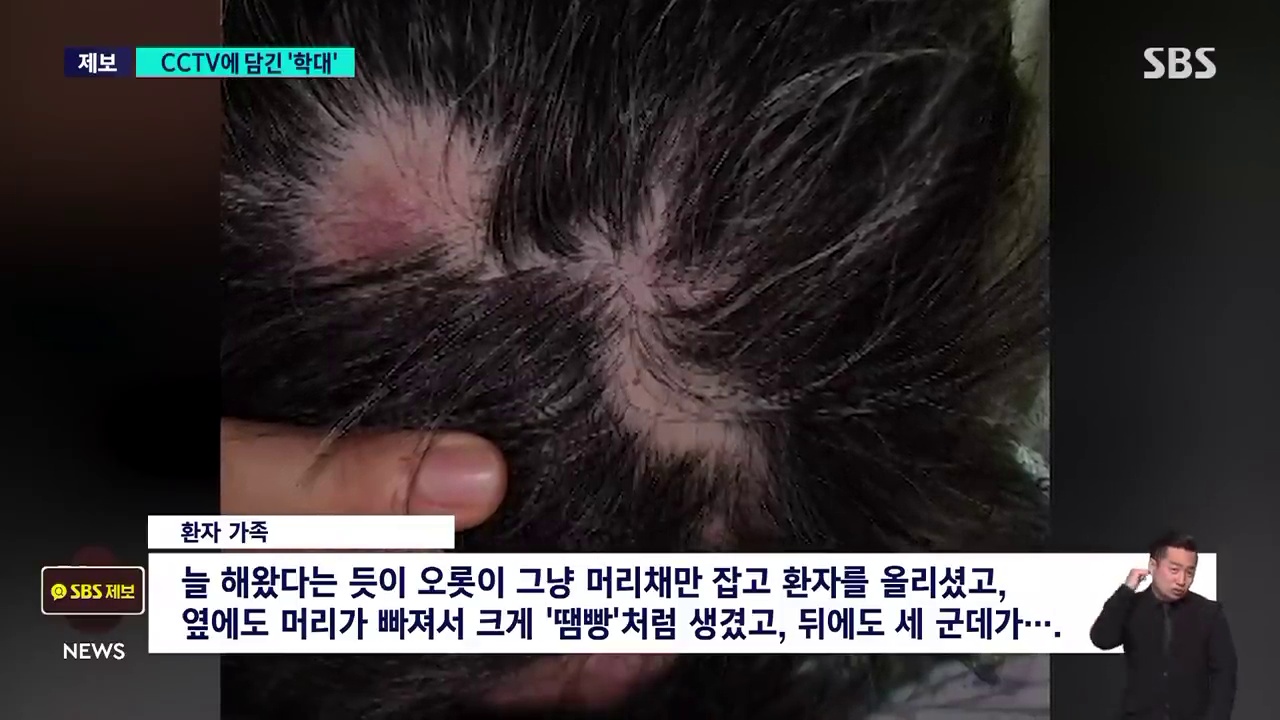 제보 CCTV에 담긴 '학대'
SBS
환자 가족
늘 해왔다는 듯이 오롯이 그냥 머리채만 잡고 환자를 올리셨고,
옆에도 머리가 빠져서 크게 '땜빵'처럼 생겼고, 뒤에도 세 군데가….
SBS 제보
NEWS